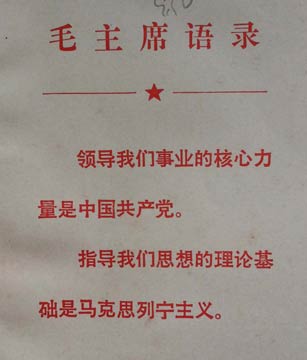 毛主席语录
领导我们事业的核心力
量是中国共产党。
指导我们思想的理论基
础是马克思列宁主义。